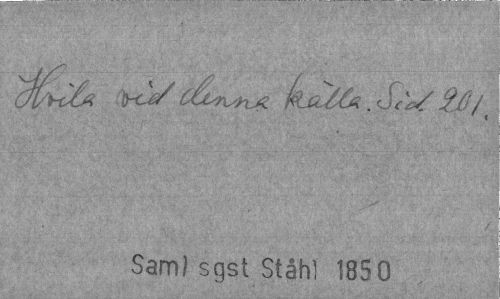 Hvila vid denna källa. Sid. 201.
Saml sgst Ståhl 1850